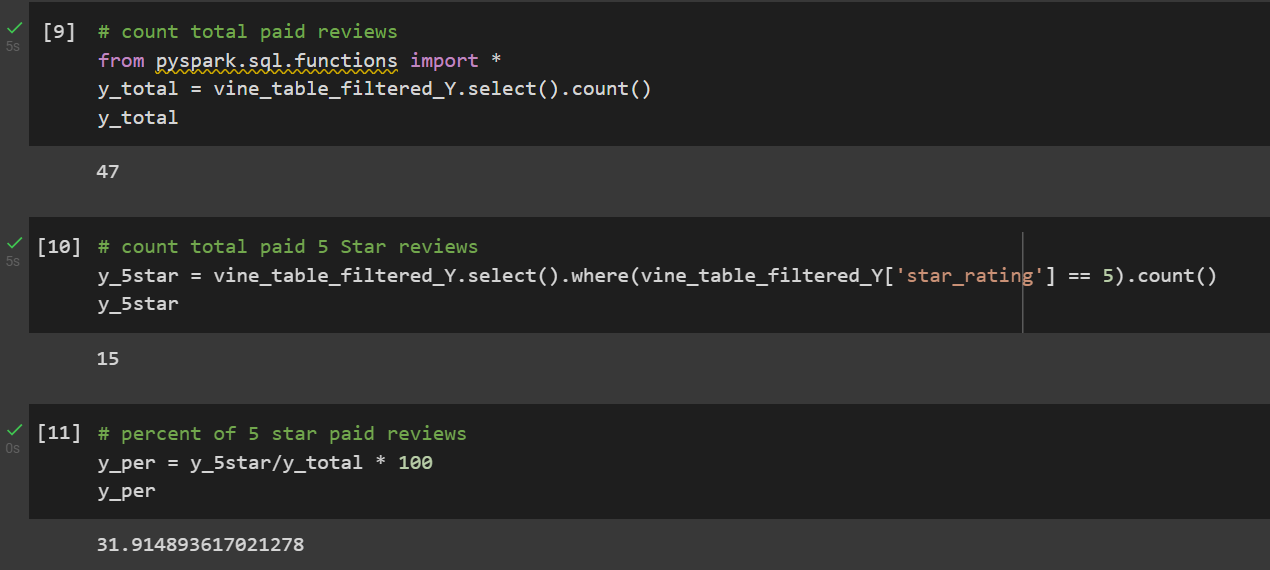 [9] # count total paid reviews
5s from pyspark.sql.functions import *
y_total = vine_table_filtered_Y.select().count()
y_total
47
[10] # count total paid 5 Star reviews
5s y_5star = vine_table_filtered_Y.select().where(vine_table_filtered_Y['star_rating'] == 5).count()
y_5star
15
[11] # percent of 5 star paid reviews
0s y_per = y_5star/y_total * 100
y_per
31.914893617021278